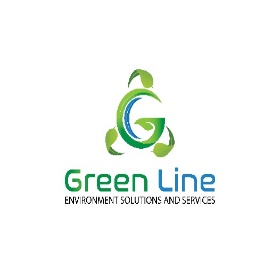 G
Green Line
ENVIRONMENT SOLUTIONS AND SERVICES